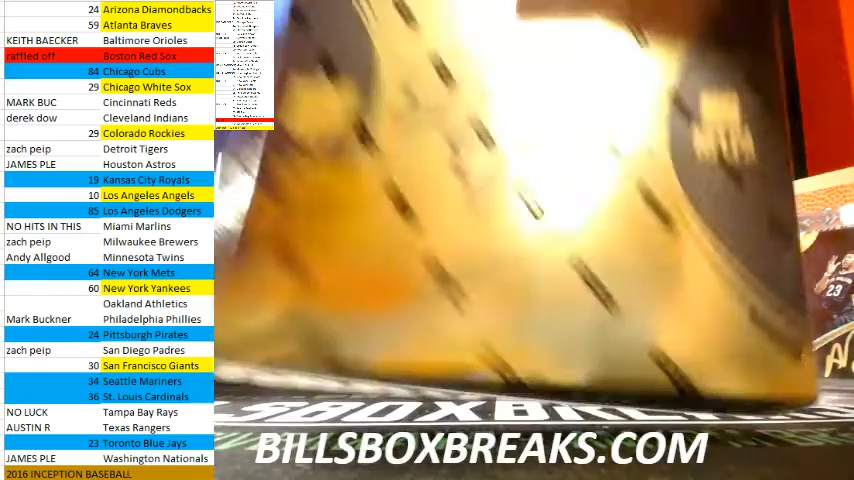 24 Arizona Diamondbacks
59 Atlanta Braves
KEITH BAECKER Baltimore Orioles
raffled off Boston Red Sox
84 Chicago Cubs
29 Chicago White Sox
MARK BUC Cincinnati Reds
derek dow Cleveland Indians
29 Colorado Rockies
zach peip Detroit Tigers
JAMES PLE Houston Astros
19 Kansas City Royals
10 Los Angeles Angels
85 Los Angeles Dodgers
NO HITS IN THIS Miami Marlins
zach peip Milwaukee Brewers
Andy Allgood Minnesota Twins
64 New York Mets
60 New York Yankees
Oakland Athletics
Mark Buckner Philadelphia Phillies
24 Pittsburgh Pirates
zach peip San Diego Padres
30 San Francisco Giants
34 Seattle Mariners
36 St. Louis Cardinals
NO LUCK Tampa Bay Rays
AUSTIN R Texas Rangers
23 Toronto Blue Jays
JAMES PLE Washington Nationals
2016 INCEPTION BASEBALL
23
BILLSBOXBREAKS.COM